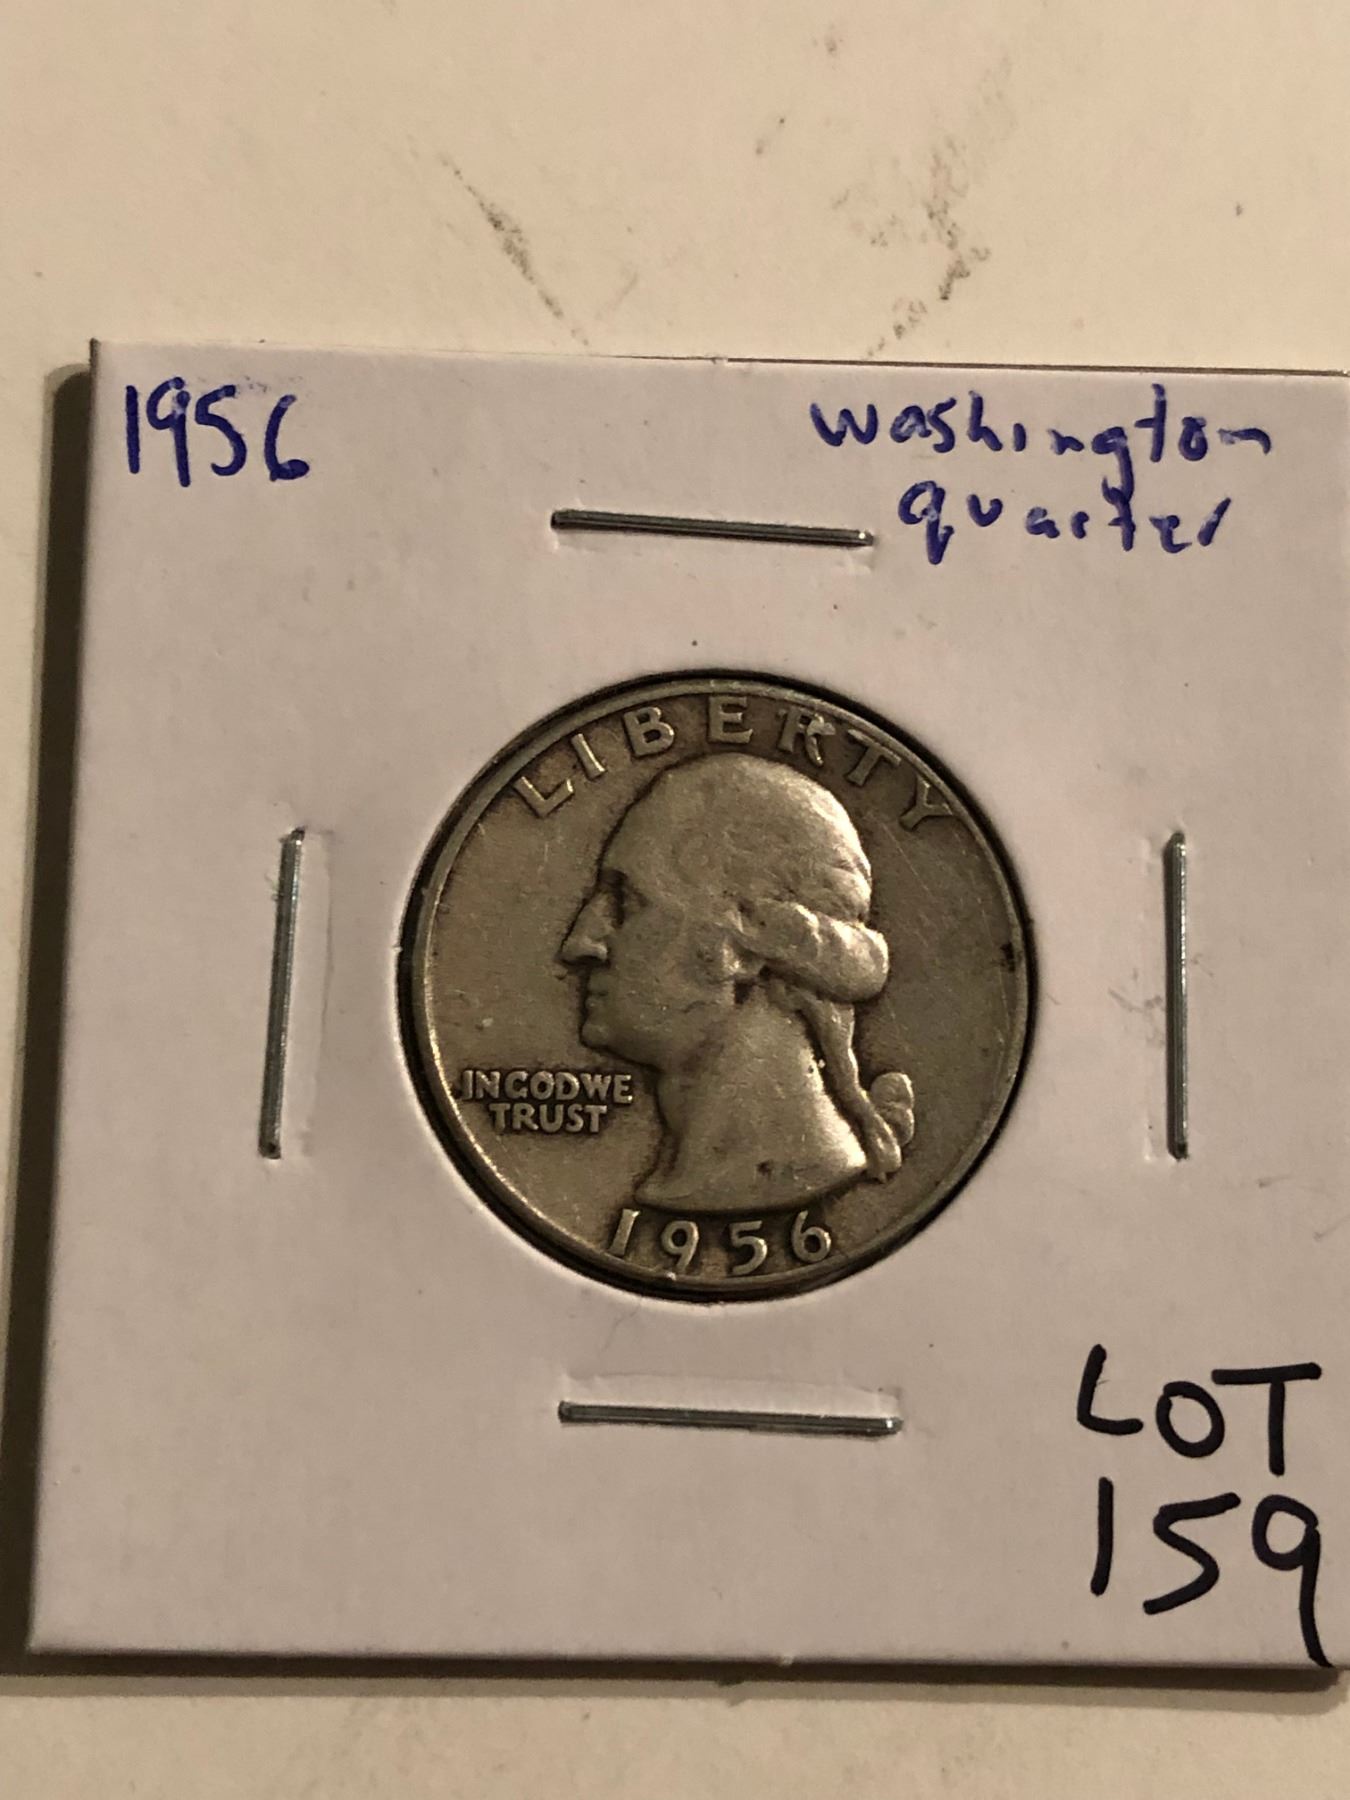 1956
Washington
quarter
LIBERTY
IN GOD WE
TRUST
1956
LOT
159